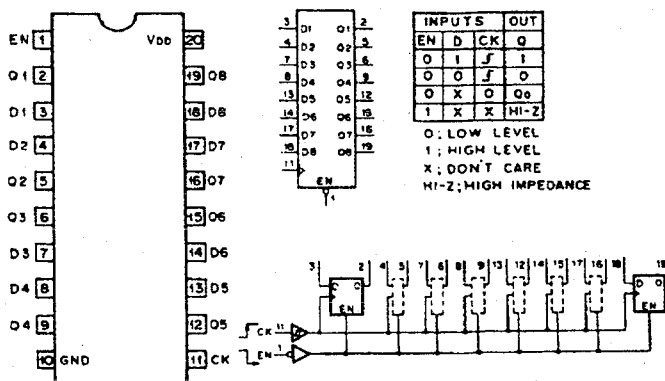 EN 1
VDD 20
Q1 2
19 Q8
D1 3
18 D8
D2 4
17 D7
Q2 5
16 Q7
Q3 6
15 Q6
D3 7
14 D6
D4 8
13 D5
Q4 9
12 Q5
10 GND
11 CK
3 D1 Q1 2
4 D2 Q2 5
7 D3 Q3 6
8 D4 Q4 9
13 D5 Q5 12
14 D6 Q6 15
17 D7 Q7 16
18 D8 Q8 19
11
EN
1
INPUTS OUT
EN D CK Q
0 1 1
0 0 0
0 X 0 Qo
1 X X HI-Z
0; LOW LEVEL
1; HIGH LEVEL
X; DON'T CARE
HI-Z; HIGH IMPEDANCE
3 2 4 5 7 6 8 9 13 12 14 15 17 16 18 19
D Q
EN
D Q
EN
CK 11
EN 1